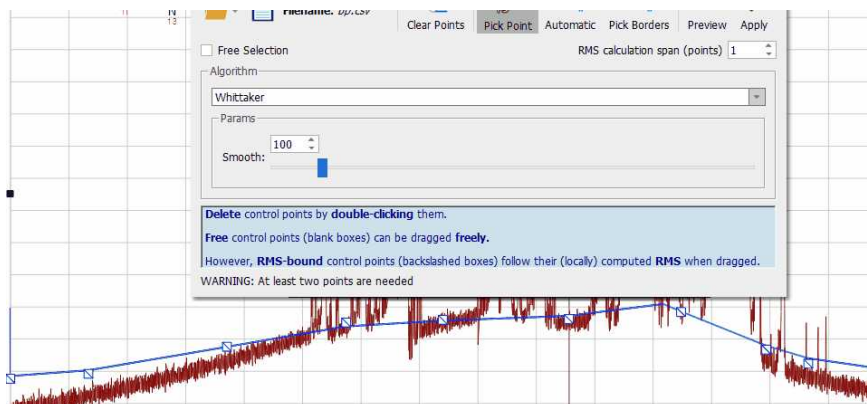 N
13
Filename: bp.tsv
Clear Points Pick Point Automatic Pick Borders Preview Apply
Free Selection RMS calculation span (points) 1
Algorithm
Whittaker
Params
100
Smooth:
Delete control points by double-clicking them.
Free control points (blank boxes) can be dragged freely.
However, RMS-bound control points (backslashed boxes) follow their (locally) computed RMS when dragged.
WARNING: At least two points are needed